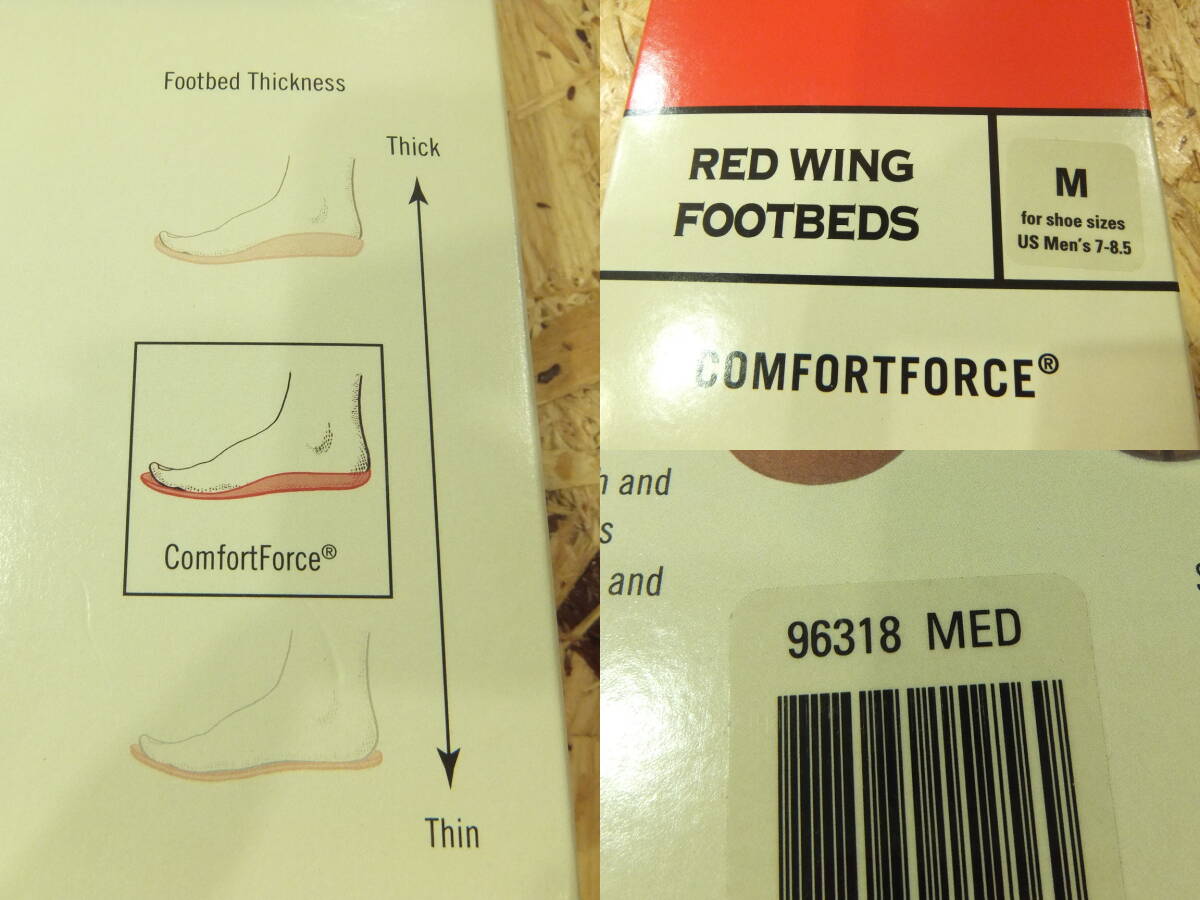 Footbed Thickness
Thick
ComfortForce®
Thin
RED WING
FOOTBEDS
M
for shoe sizes
US Men's 7-8.5
COMFORTFORCE®
and
and
96318 MED